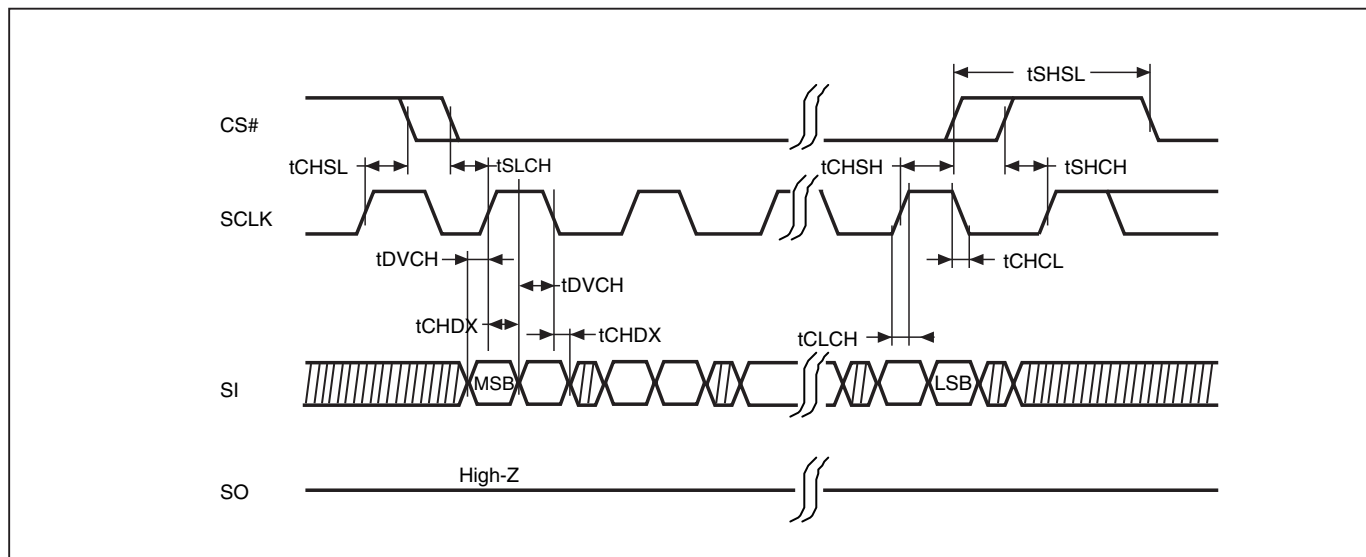 tSHSL
CS#
tCHSL
tSLCH
tCHSH
tSHCH
SCLK
tDVCH
tCHCL
tDVCH
tCHDX
tCHDX
tCLCH
SI
MSB
LSB
High-Z
SO